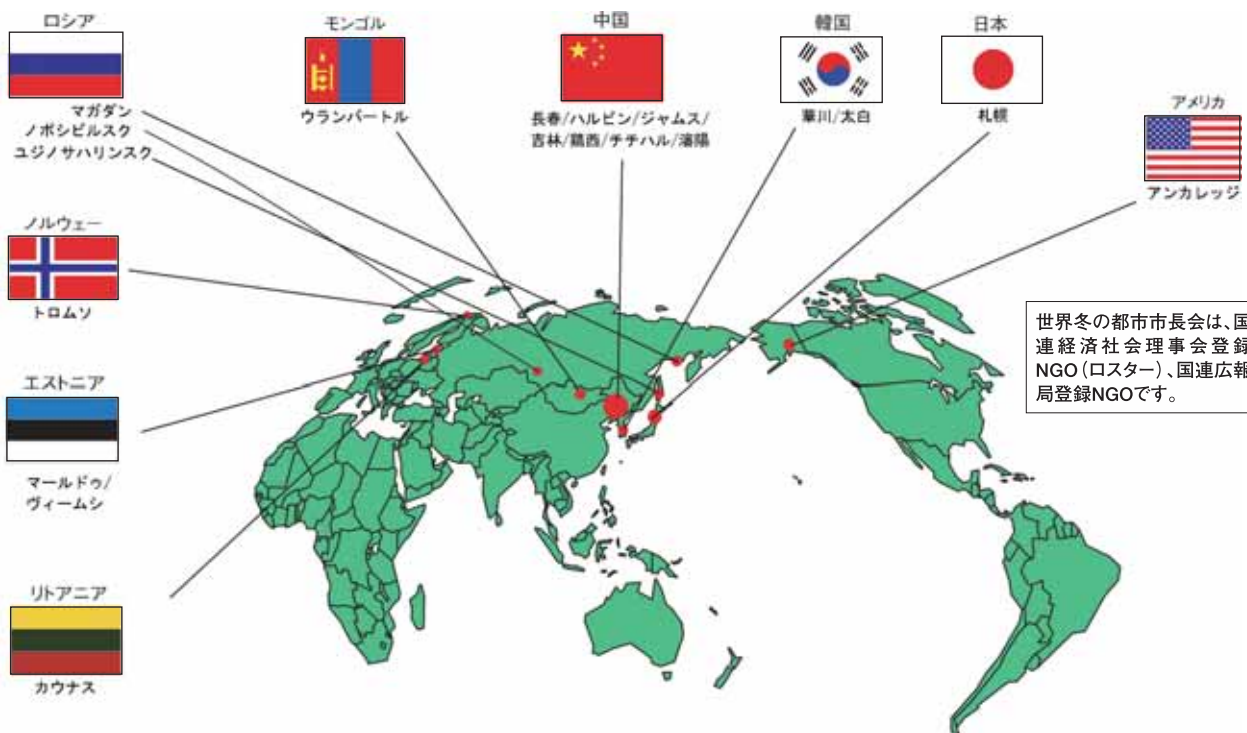 ロシア
マガダン
ノボシビルスク
ユジノサハリンスク
モンゴル
ウランバートル
中国
長春/ハルビン/ジャムス/
吉林/鶏西/チチハル/瀋陽
韓国
華川/太白
日本
札幌
アメリカ
アンカレッジ
ノルウェー
トロムソ
エストニア
マールドゥ/
ヴィームシ
リトアニア
カウナス
世界冬の都市市長会は、国
連経済社会理事会登録
NGO(ロスター)、国連広報
局登録NGOです。